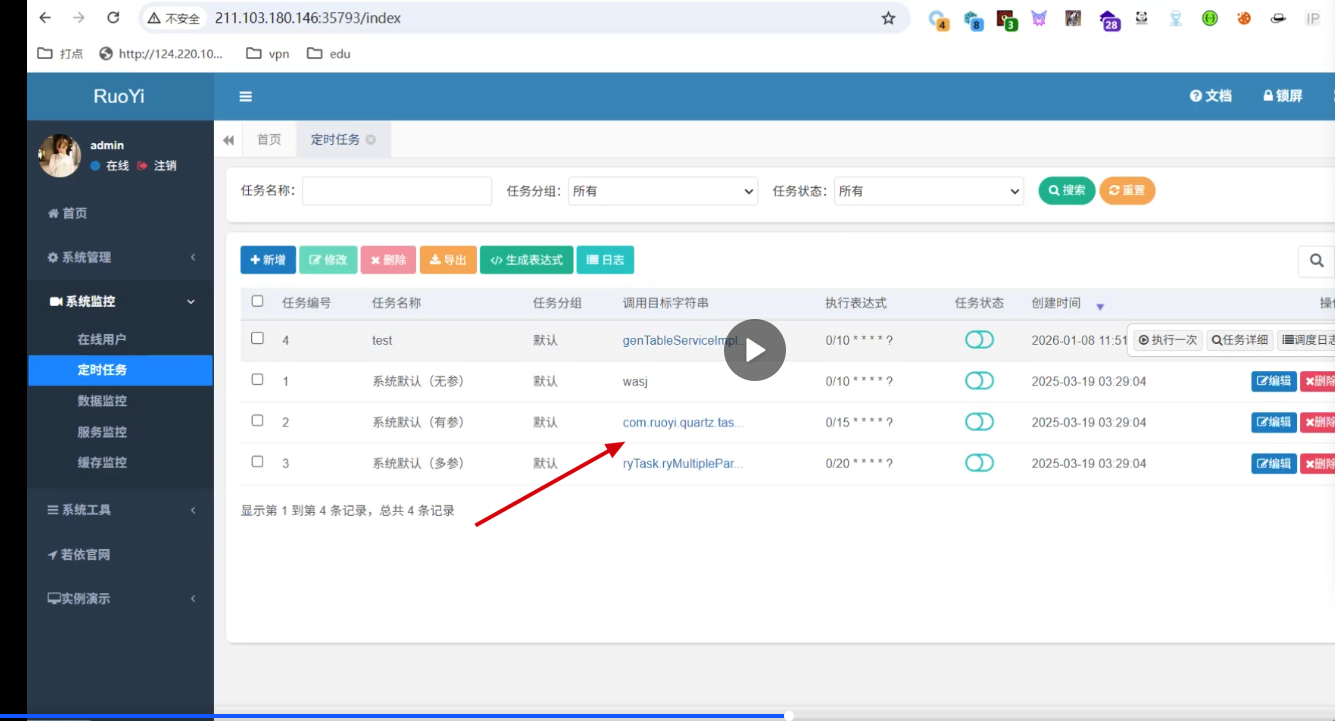 不安全 211.103.180.146:35793/index 4 8 3 28 IP
打点 http://124.220.10... vpn edu
RuoYi 文档 锁屏
admin
在线 注销
首页 定时任务
任务名称: 任务分组: 所有 任务状态: 所有 搜索 重置
首页
系统管理
系统监控
在线用户
定时任务
数据监控
服务监控
缓存监控
系统工具
若依官网
实例演示
新增 修改 删除 导出 生成表达式 日志
任务编号 任务名称 任务分组 调用目标字符串 执行表达式 任务状态 创建时间 操
4 test 默认 genTableServiceImpl... 0/10 * * * * ? 2026-01-08 11:51 执行一次 任务详细 调度日志
1 系统默认（无参） 默认 wasj 0/10 * * * * ? 2025-03-19 03:29:04 编辑 删除
2 系统默认（有参） 默认 com.ruoyi.quartz.tas... 0/15 * * * * ? 2025-03-19 03:29:04 编辑 删除
3 系统默认（多参） 默认 ryTask.ryMultiplePar... 0/20 * * * * ? 2025-03-19 03:29:04 编辑 删除
显示第 1 到第 4 条记录，总共 4 条记录